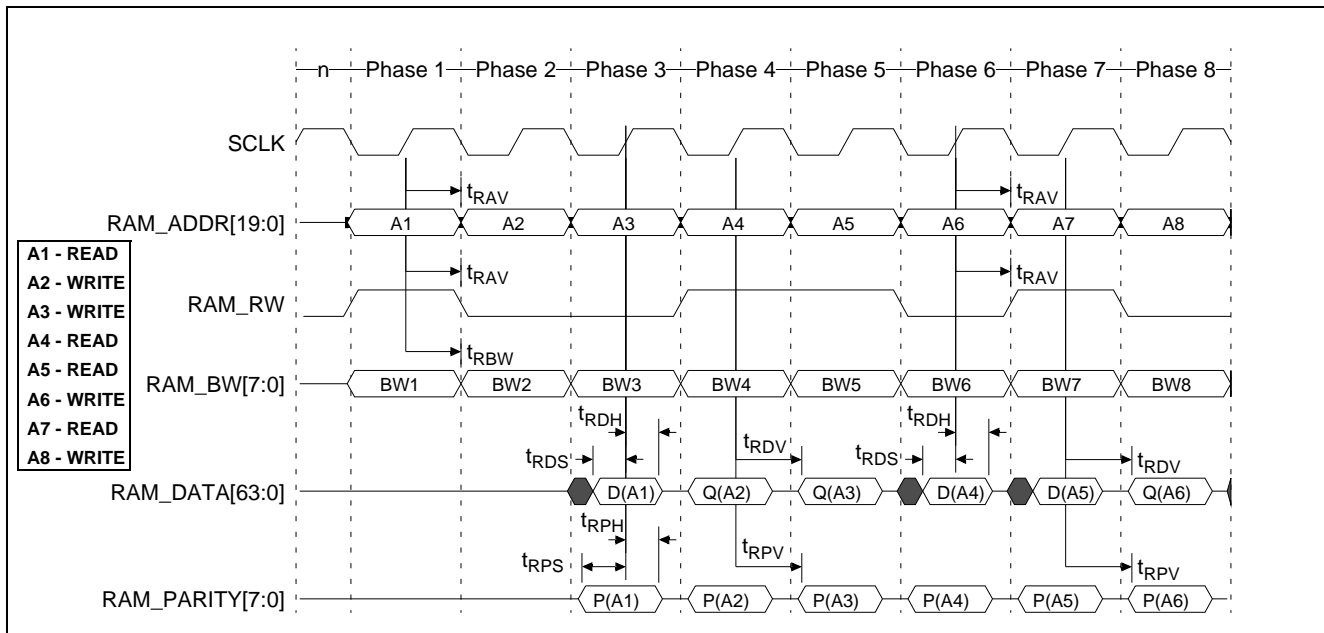 n Phase 1 Phase 2 Phase 3 Phase 4 Phase 5 Phase 6 Phase 7 Phase 8
SCLK
tRAV tRAV
RAM_ADDR[19:0] A1 A2 A3 A4 A5 A6 A7 A8
A1 - READ
A2 - WRITE
A3 - WRITE
A4 - READ
A5 - READ
A6 - WRITE
A7 - READ
A8 - WRITE
tRAV tRAV
RAM_RW
tRBW
RAM_BW[7:0] BW1 BW2 BW3 BW4 BW5 BW6 BW7 BW8
tRDH tRDH
tRDS tRDV tRDS tRDV
RAM_DATA[63:0] D(A1) Q(A2) Q(A3) D(A4) D(A5) Q(A6)
tRPH
tRPS tRPV tRPV
RAM_PARITY[7:0] P(A1) P(A2) P(A3) P(A4) P(A5) P(A6)